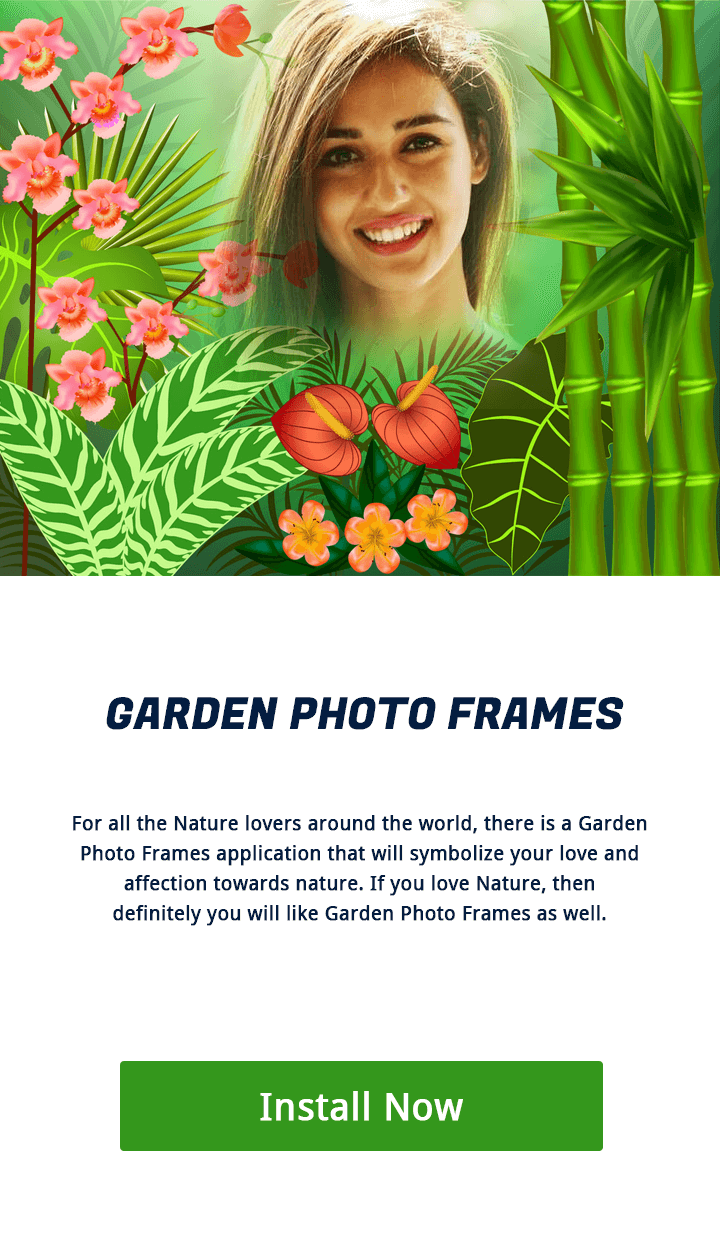 GARDEN PHOTO FRAMES
For all the Nature lovers around the world, there is a Garden
Photo Frames application that will symbolize your love and
affection towards nature. If you love Nature, then
definitely you will like Garden Photo Frames as well.
Install Now